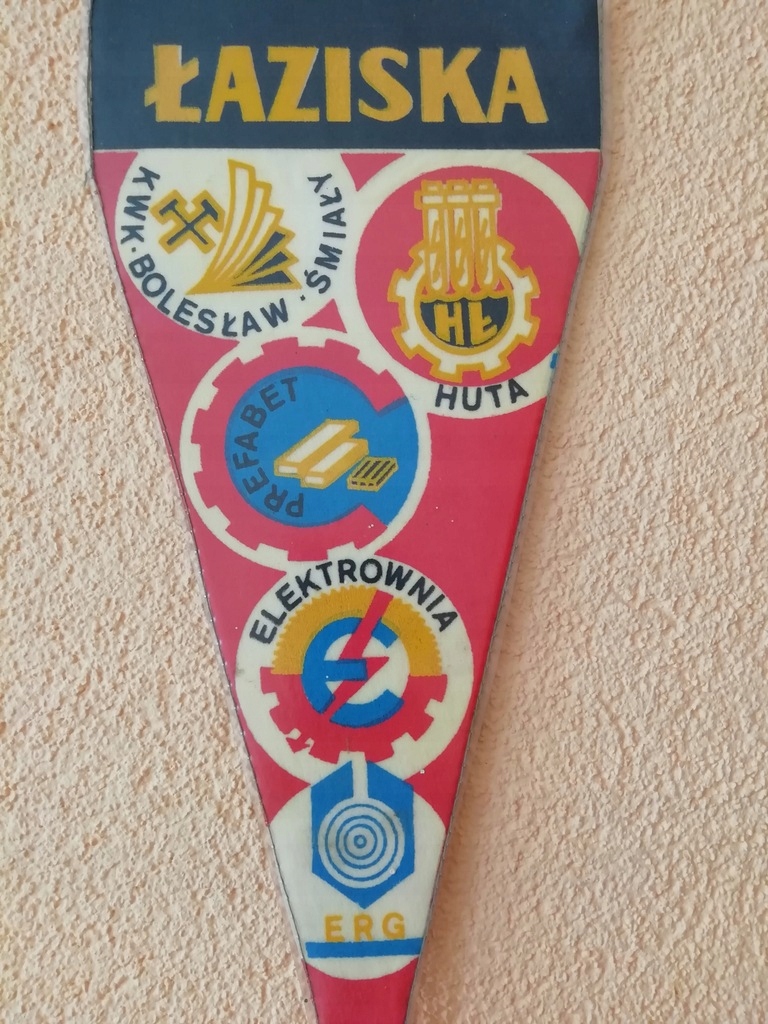 ŁAZISKA
KWK · BOLESŁAW · ŚMIAŁY
HŁ
HUTA
PREFABET
ELEKTROWNIA
E
ERG